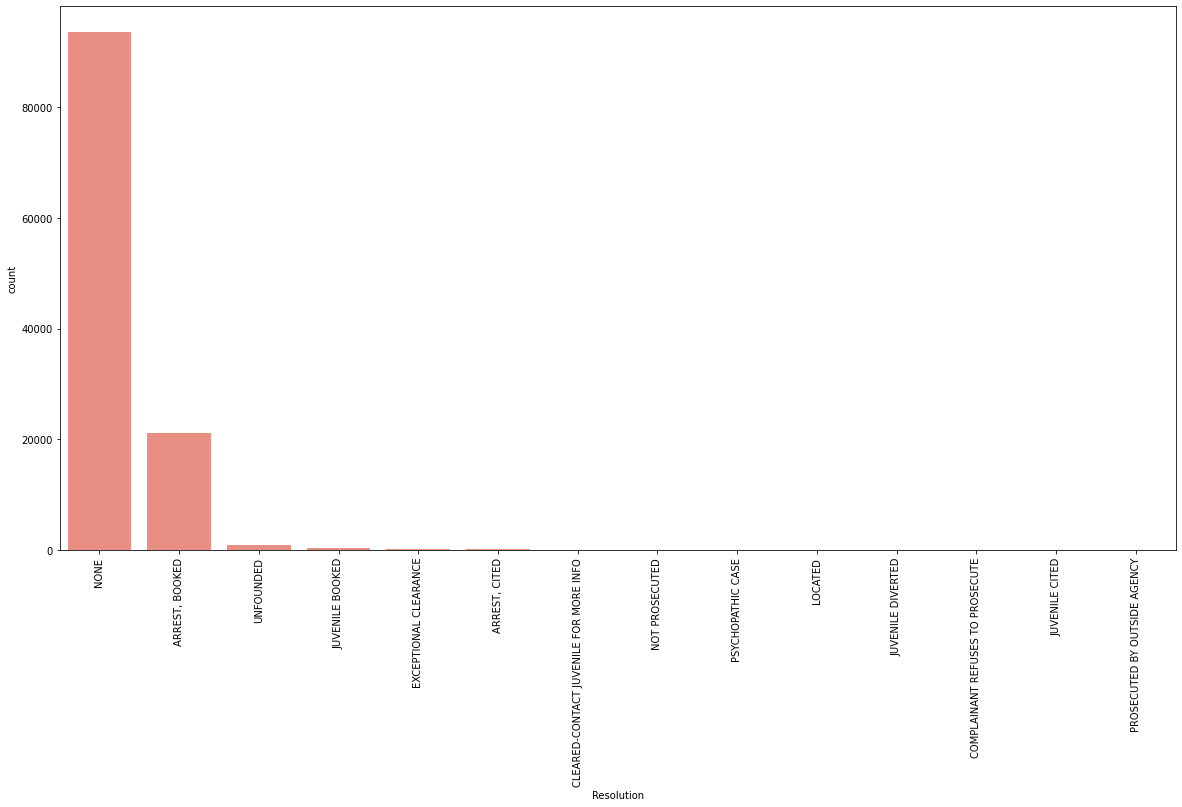 count
80000
60000
40000
20000
0
NONE
ARREST, BOOKED
UNFOUNDED
JUVENILE BOOKED
EXCEPTIONAL CLEARANCE
ARREST, CITED
CLEARED-CONTACT JUVENILE FOR MORE INFO
NOT PROSECUTED
PSYCHOPATHIC CASE
LOCATED
JUVENILE DIVERTED
COMPLAINANT REFUSES TO PROSECUTE
JUVENILE CITED
PROSECUTED BY OUTSIDE AGENCY
Resolution